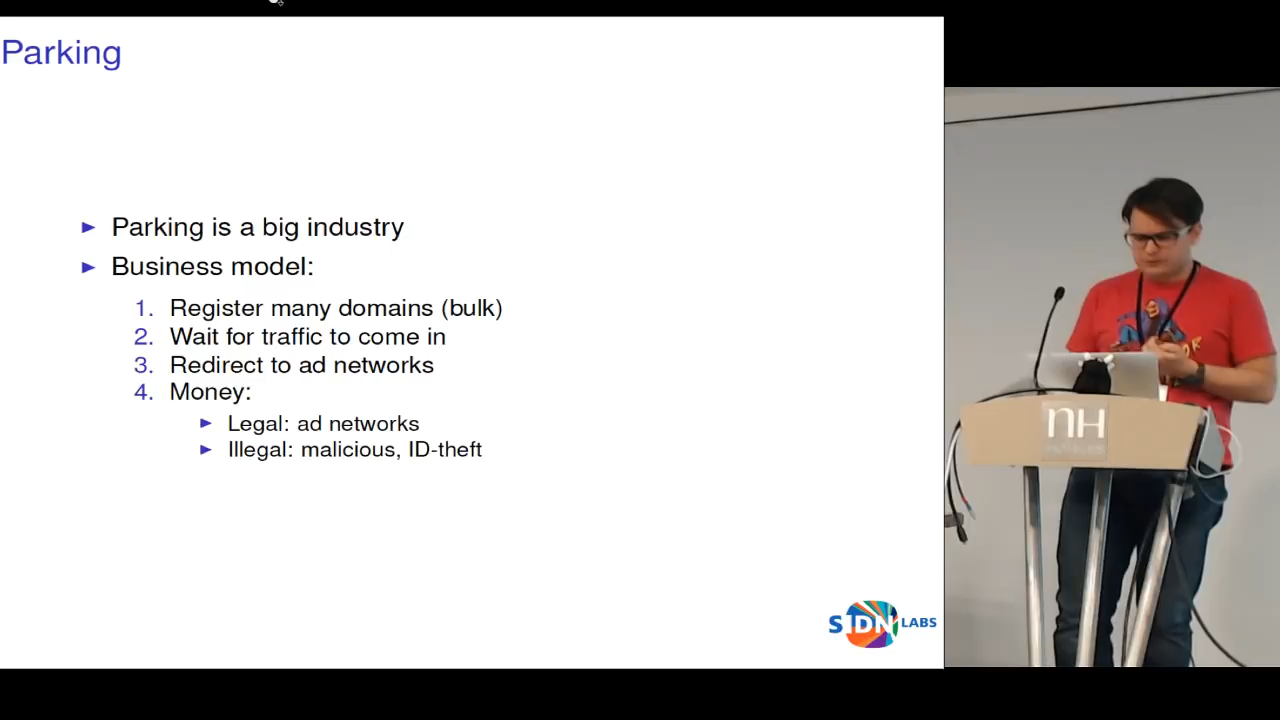 Parking
► Parking is a big industry
► Business model:
1. Register many domains (bulk)
2. Wait for traffic to come in
3. Redirect to ad networks
4. Money:
► Legal: ad networks
► Illegal: malicious, ID-theft
SIDN LABS
nH